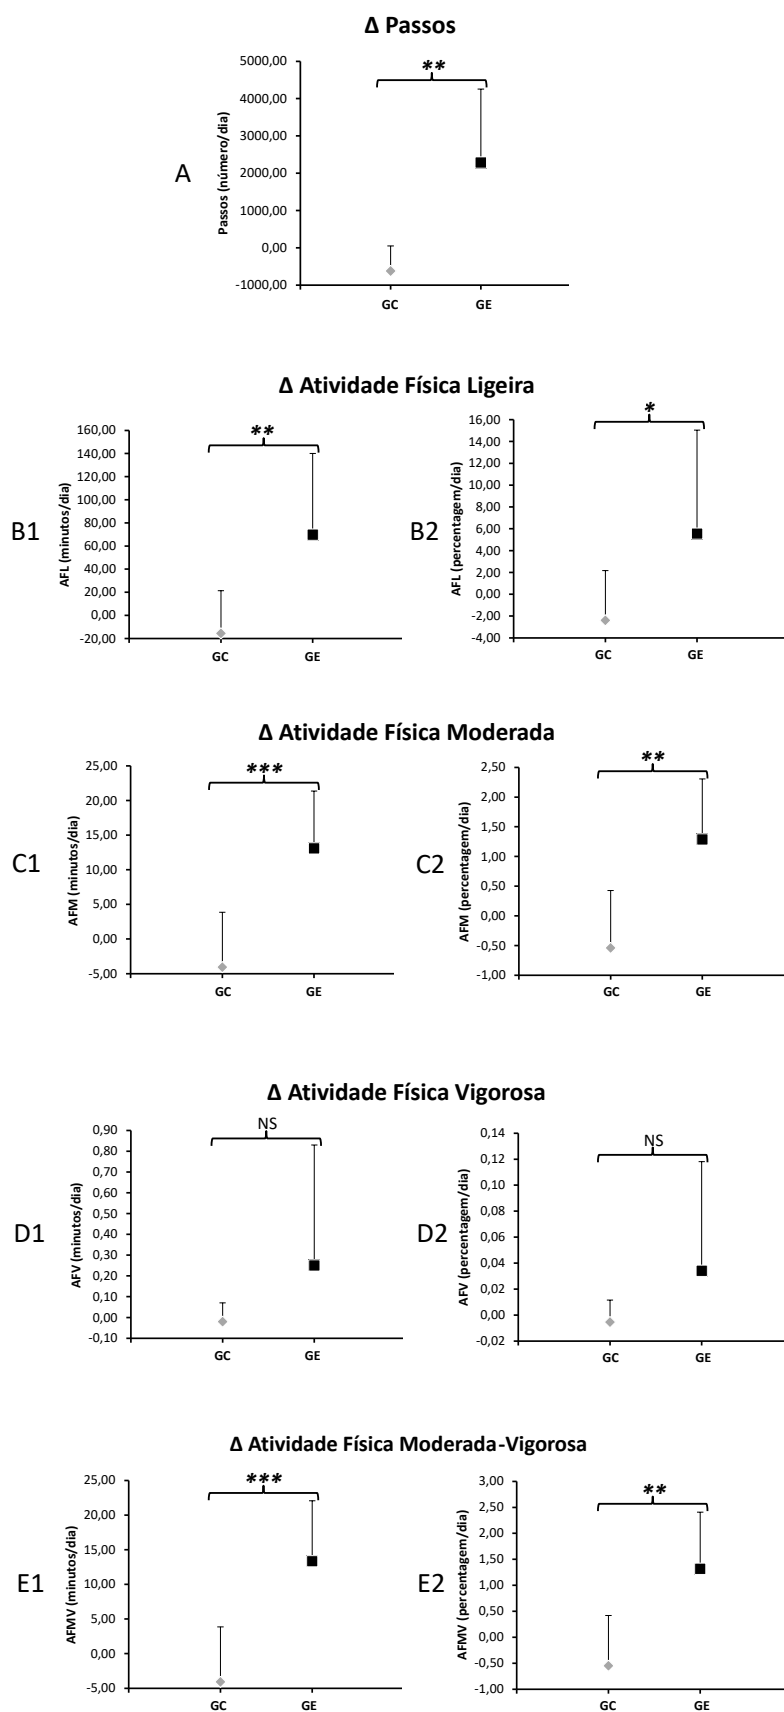 Δ Passos
A
Passos (número/dia)
5000,00
4000,00
3000,00
2000,00
1000,00
0,00
-1000,00
**
GC
GE
Δ Atividade Física Ligeira
B1
AFL (minutos/dia)
160,00
140,00
120,00
100,00
80,00
60,00
40,00
20,00
0,00
-20,00
**
GC
GE
B2
AFL (percentagem/dia)
16,00
14,00
12,00
10,00
8,00
6,00
4,00
2,00
0,00
-2,00
-4,00
*
GC
GE
Δ Atividade Física Moderada
C1
AFM (minutos/dia)
25,00
20,00
15,00
10,00
5,00
0,00
-5,00
***
GC
GE
C2
AFM (percentagem/dia)
2,50
2,00
1,50
1,00
0,50
0,00
-0,50
-1,00
**
GC
GE
Δ Atividade Física Vigorosa
D1
AFV (minutos/dia)
0,90
0,80
0,70
0,60
0,50
0,40
0,30
0,20
0,10
0,00
-0,10
NS
GC
GE
D2
AFV (percentagem/dia)
0,14
0,12
0,10
0,08
0,06
0,04
0,02
0,00
-0,02
NS
GC
GE
Δ Atividade Física Moderada-Vigorosa
E1
AFMV (minutos/dia)
25,00
20,00
15,00
10,00
5,00
0,00
-5,00
***
GC
GE
E2
AFMV (percentagem/dia)
3,00
2,50
2,00
1,50
1,00
0,50
0,00
-0,50
-1,00
**
GC
GE